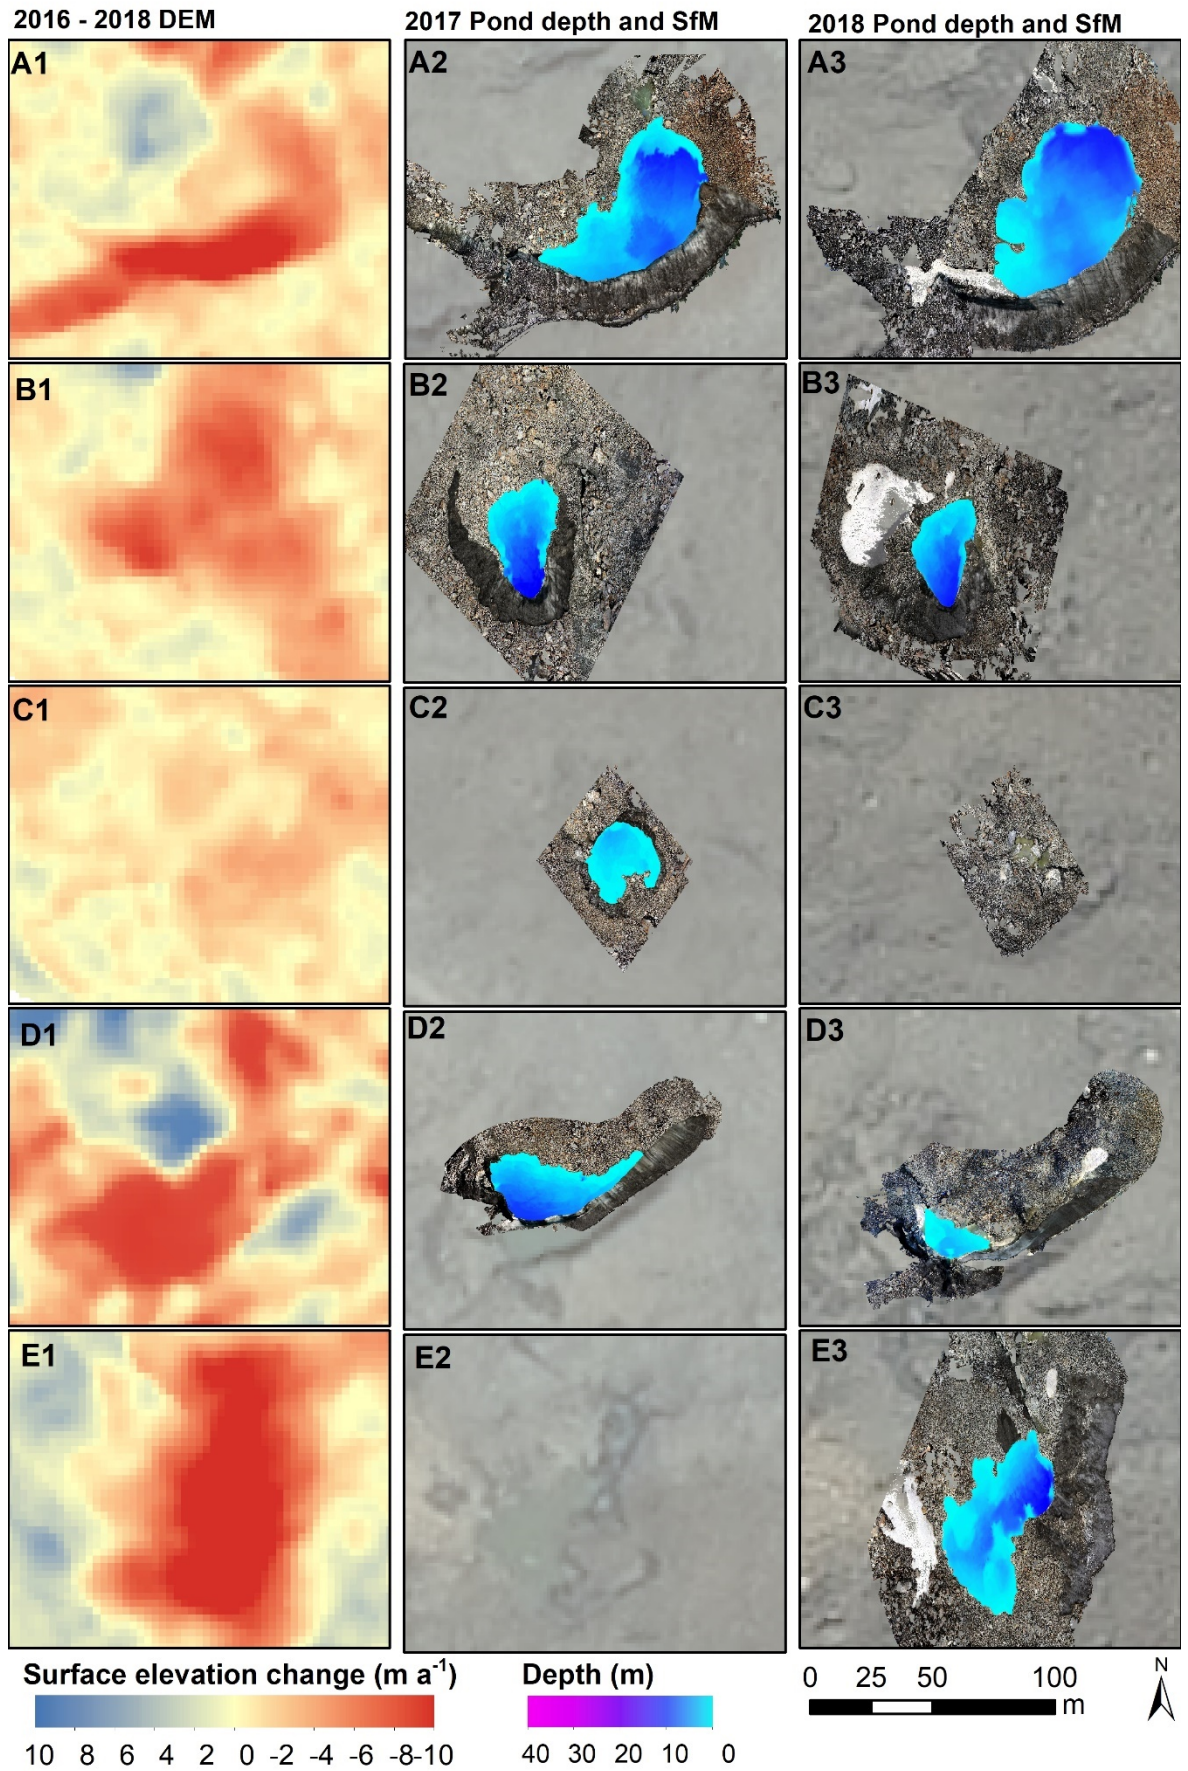 2016 - 2018 DEM 2017 Pond depth and SfM 2018 Pond depth and SfM
A1 A2 A3
B1 B2 B3
C1 C2 C3
D1 D2 D3
E1 E2 E3
Surface elevation change (m a-1) Depth (m) 0 25 50 100 m N
10 8 6 4 2 0 -2 -4 -6 -8-10 40 30 20 10 0